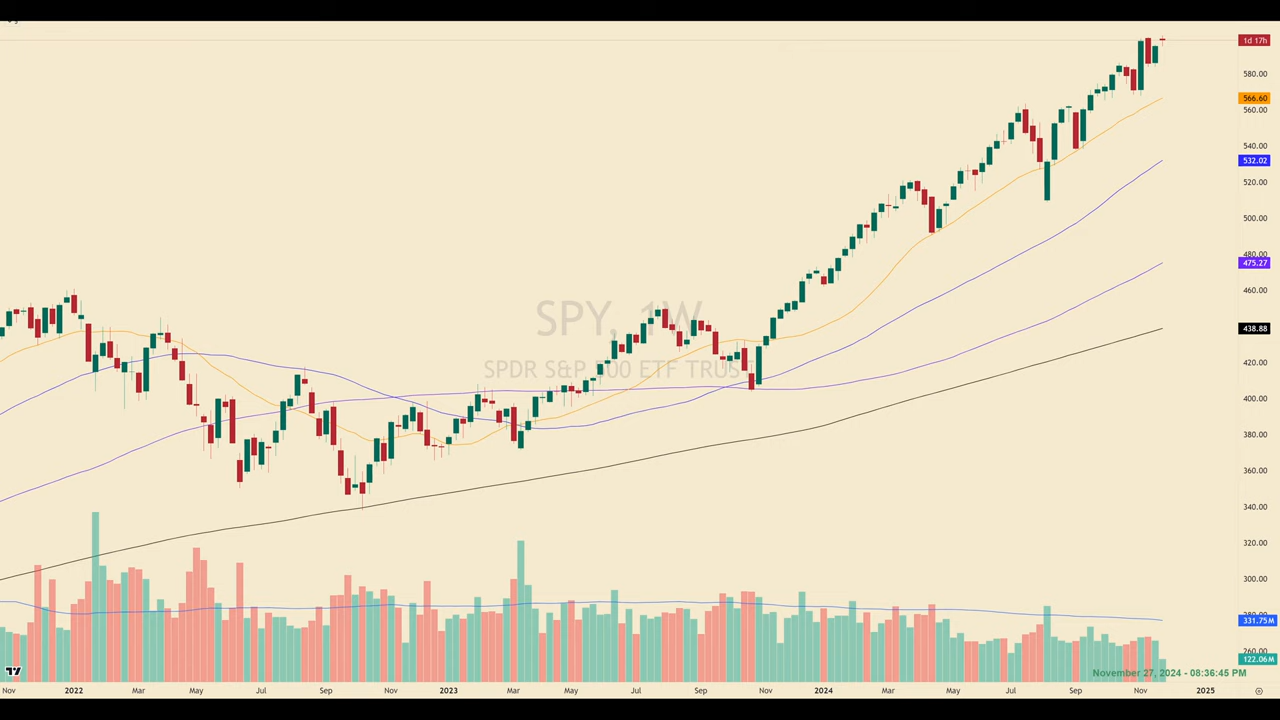 SPY, 1W
SPDR S&P 500 ETF TRUST
1d 17h
580.00
566.60
560.00
540.00
532.02
520.00
500.00
480.00
475.27
460.00
438.88
420.00
400.00
380.00
360.00
340.00
320.00
300.00
280.00
331.75M
260.00
122.06M
November 27, 2024 - 08:36:45 PM
Nov 2022 Mar May Jul Sep Nov 2023 Mar May Jul Sep Nov 2024 Mar May Jul Sep Nov 2025